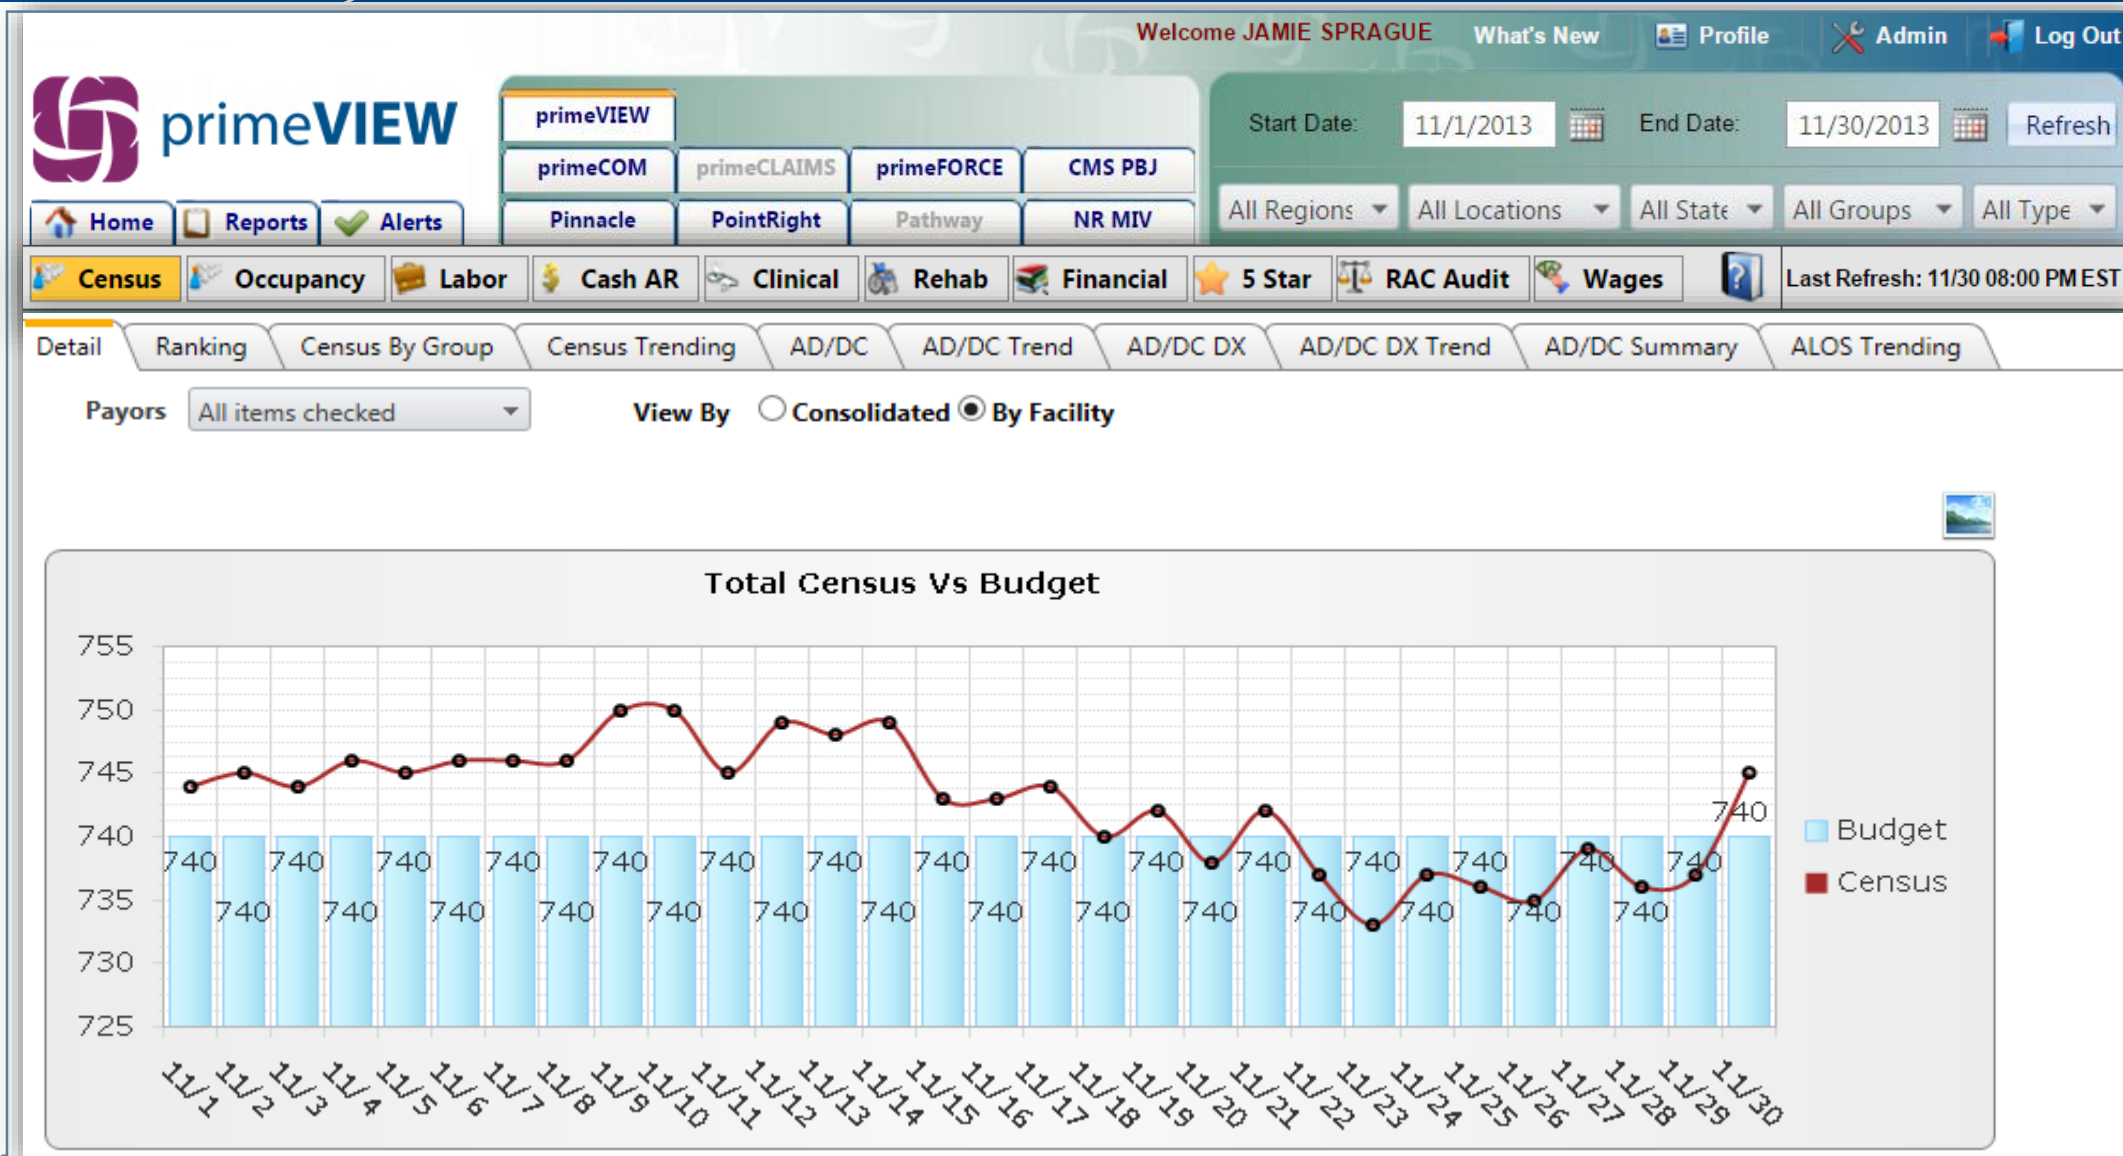 Welcome JAMIE SPRAGUE What's New Profile Admin Log Out
primeVIEW
primeVIEW
primeCOM primeCLAIMS primeFORCE CMS PBJ
Pinnacle PointRight Pathway NR MIV
Start Date: 11/1/2013 End Date: 11/30/2013 Refresh
All Regions All Locations All State All Groups All Type
Home Reports Alerts
Census Occupancy Labor Cash AR Clinical Rehab Financial 5 Star RAC Audit Wages Last Refresh: 11/30 08:00 PM EST
Detail Ranking Census By Group Census Trending AD/DC AD/DC Trend AD/DC DX AD/DC DX Trend AD/DC Summary ALOS Trending
Payors All items checked View By Consolidated By Facility
Total Census Vs Budget
755
750
745
740
735
730
725
740
740 740 740 740 740 740 740 740 740 740 740 740 740 740 740
740 740 740 740 740 740 740 740 740 740 740 740 740 740
11/1 11/2 11/3 11/4 11/5 11/6 11/7 11/8 11/9 11/10 11/11 11/12 11/13 11/14 11/15 11/16 11/17 11/18 11/19 11/20 11/21 11/22 11/23 11/24 11/25 11/26 11/27 11/28 11/29 11/30
Budget
Census